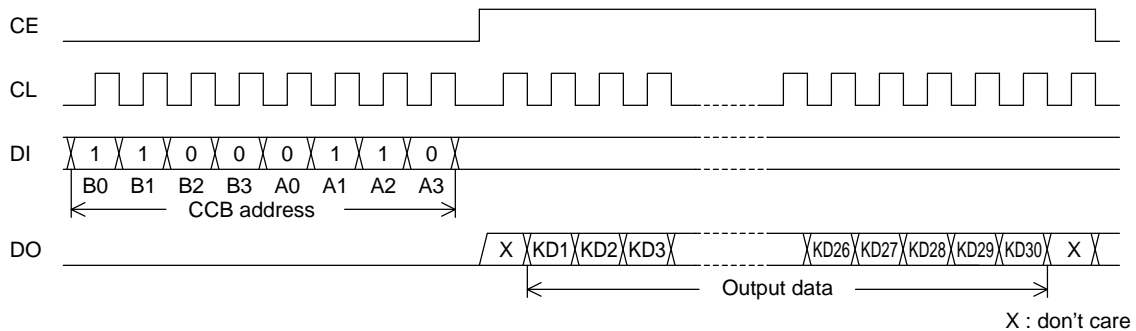 CE
CL
DI 1 1 0 0 0 1 1 0
B0 B1 B2 B3 A0 A1 A2 A3
CCB address
DO X KD1 KD2 KD3 KD26 KD27 KD28 KD29 KD30 X
Output data
X : don't care